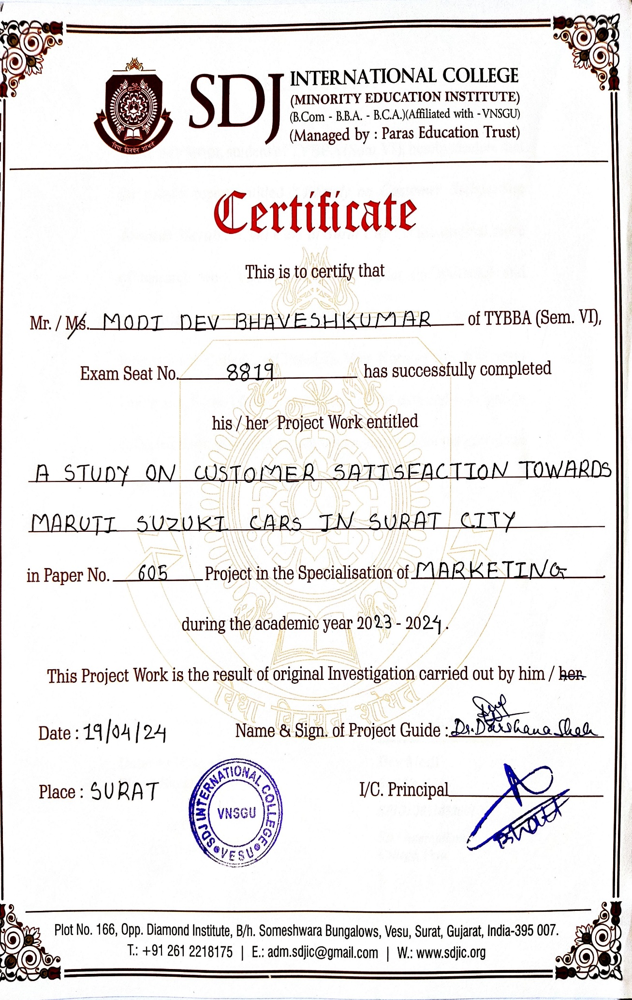 विद्या विनयेन शोभते
SDJ INTERNATIONAL COLLEGE
(MINORITY EDUCATION INSTITUTE)
(B.Com - B.B.A. - B.C.A.)(Affiliated with - VNSGU)
(Managed by : Paras Education Trust)
Certificate
This is to certify that
Mr. / Ms. MODI DEV BHAVESHKUMAR of TYBBA (Sem. VI),
Exam Seat No. 8819 has successfully completed
his / her Project Work entitled
A STUDY ON CUSTOMER SATISFACTION TOWARDS
MARUTI SUZUKI CARS IN SURAT CITY
in Paper No. 605 Project in the Specialisation of MARKETING
during the academic year 2023 - 2024.
This Project Work is the result of original Investigation carried out by him / her.
विद्या विनयेन शोभते
Date : 19/04/24 Name & Sign. of Project Guide : Dr. Darshana Shah
Place : SURAT I/C. Principal
SDJ INTERNATIONAL COLLEGE
VNSGU
VESU
Bhatt
Plot No. 166, Opp. Diamond Institute, B/h. Someshwara Bungalows, Vesu, Surat, Gujarat, India-395 007.
T.: +91 261 2218175 | E.: adm.sdjic@gmail.com | W.: www.sdjic.org